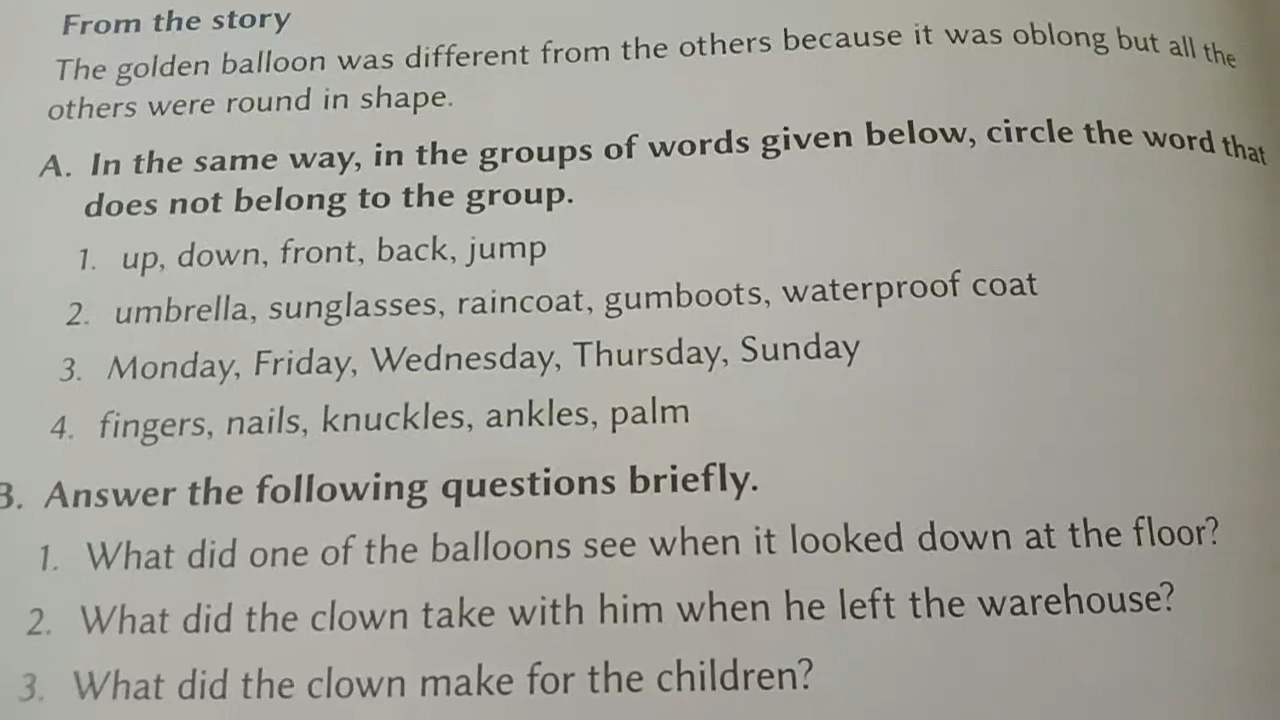 From the story
The golden balloon was different from the others because it was oblong but all the
others were round in shape.
A. In the same way, in the groups of words given below, circle the word that
does not belong to the group.
1. up, down, front, back, jump
2. umbrella, sunglasses, raincoat, gumboots, waterproof coat
3. Monday, Friday, Wednesday, Thursday, Sunday
4. fingers, nails, knuckles, ankles, palm
B. Answer the following questions briefly.
1. What did one of the balloons see when it looked down at the floor?
2. What did the clown take with him when he left the warehouse?
3. What did the clown make for the children?